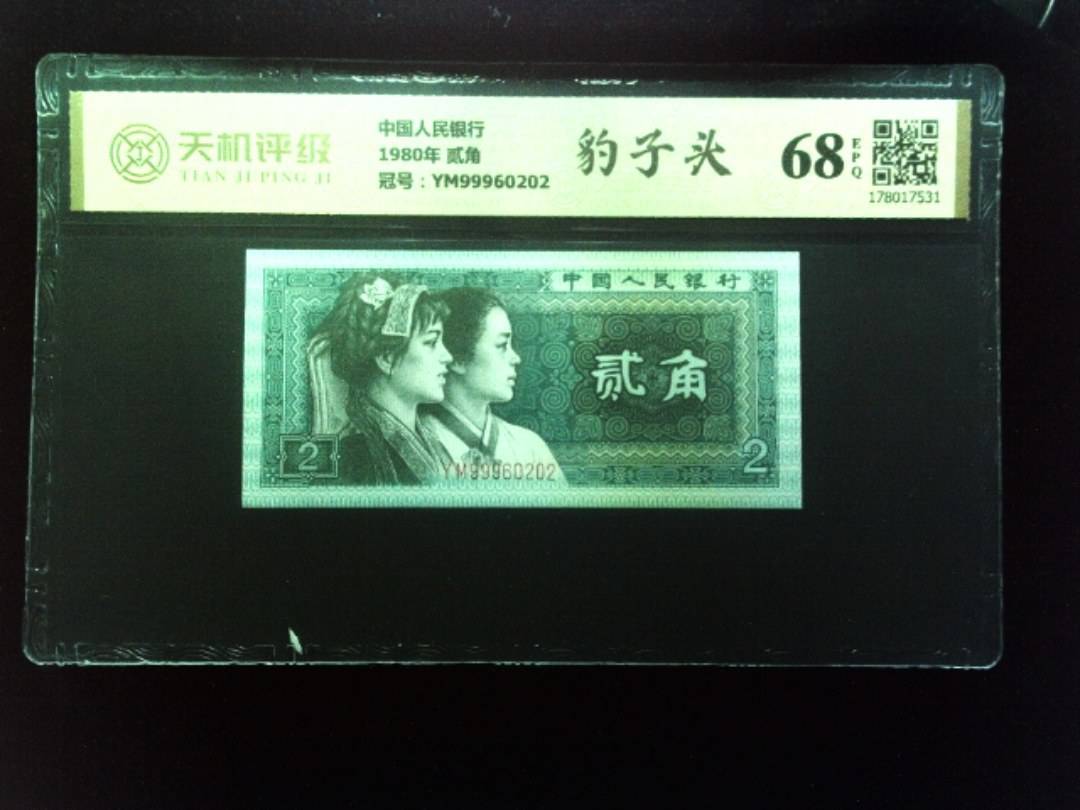 天机评级
TIAN JI PING JI
中国人民银行
1980年 贰角
冠号：YM99960202
豹子头
68
EPQ
178017531
中国人民银行
贰角
2
2
YM99960202